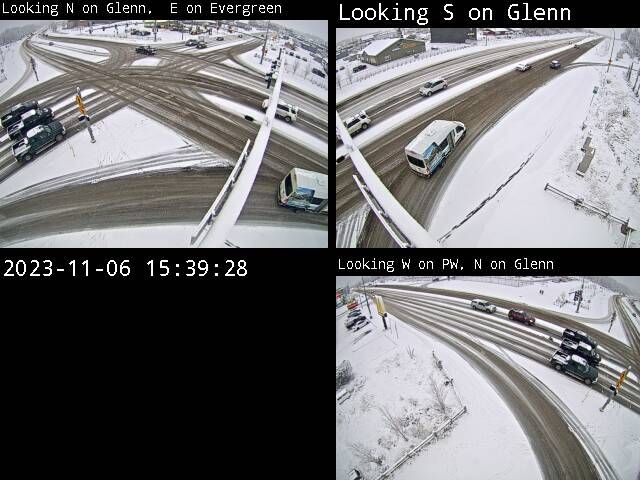 Looking N on Glenn,  E on Evergreen
Looking S on Glenn
2023-11-06 15:39:28
Looking W on PW, N on Glenn